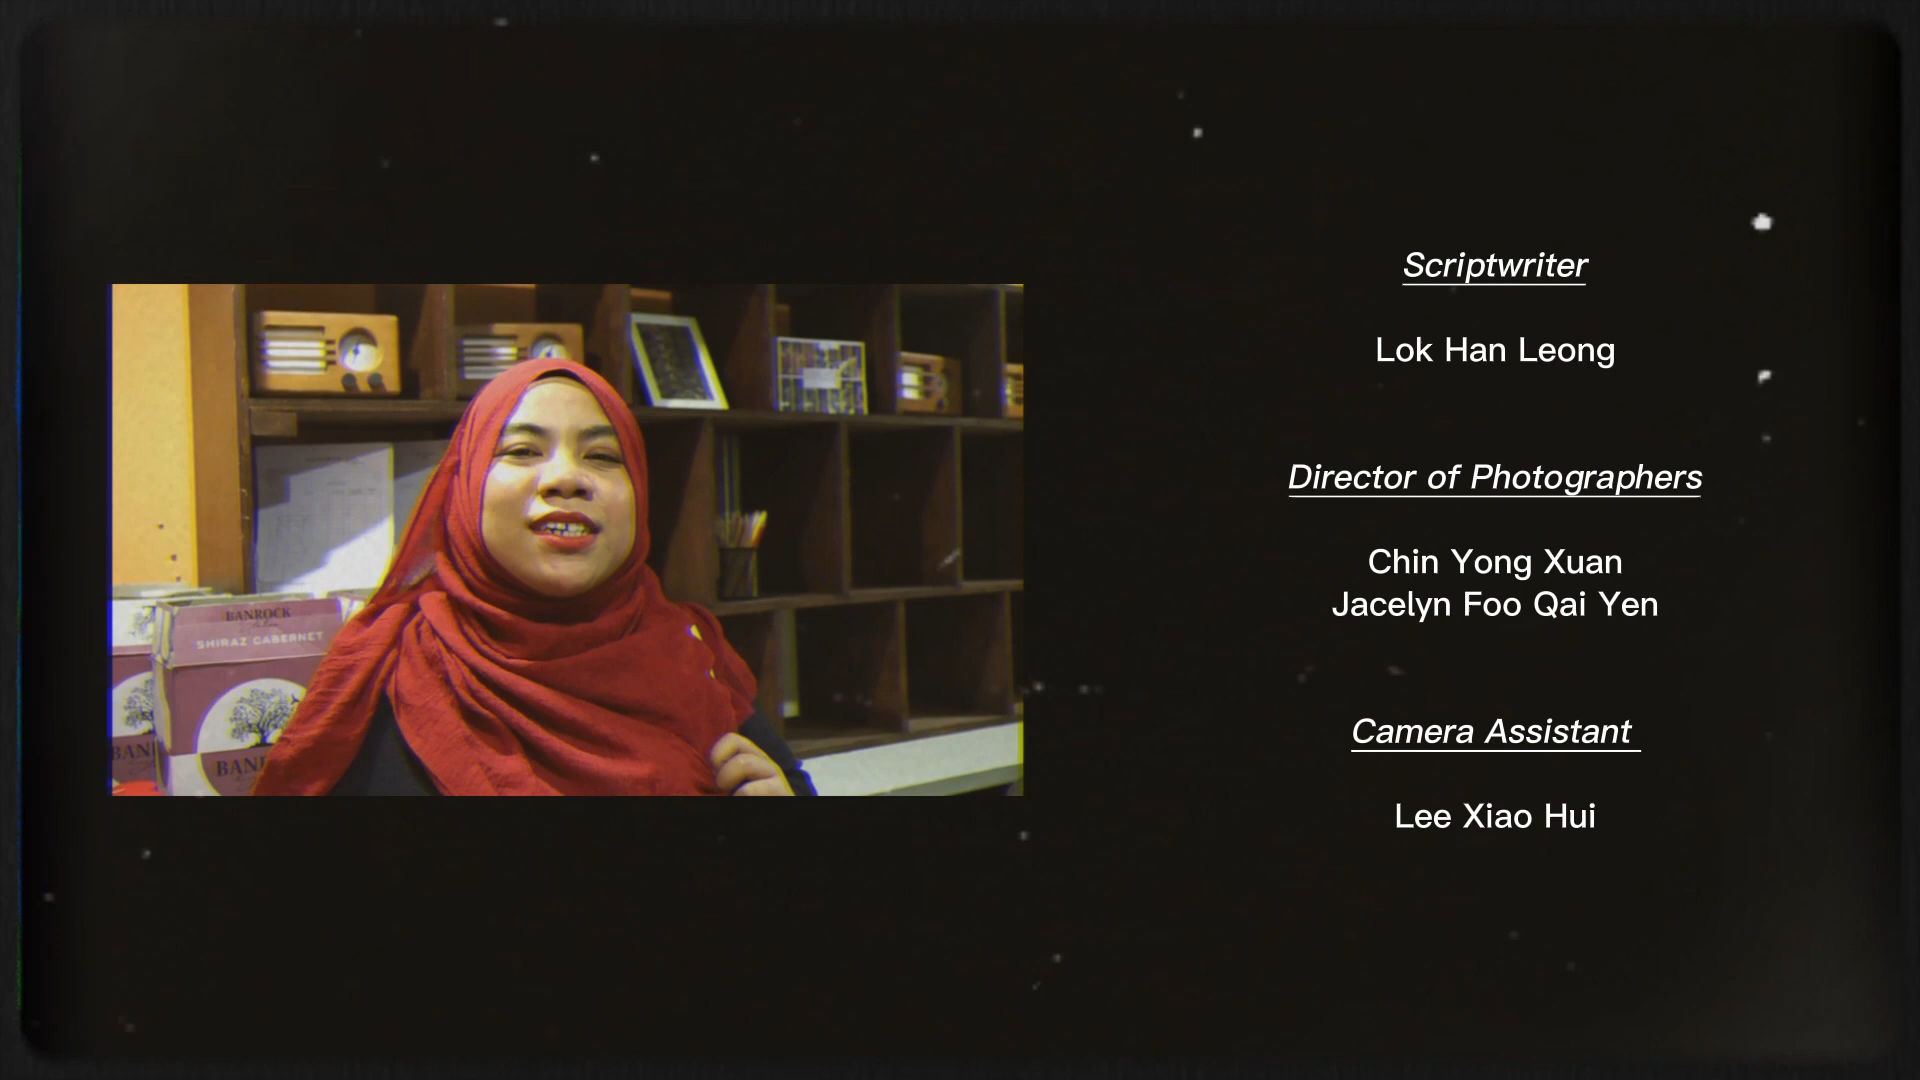 BANROCK
SHIRAZ CABERNET
Scriptwriter
Lok Han Leong
Director of Photographers
Chin Yong Xuan
Jacelyn Foo Qai Yen
Camera Assistant
Lee Xiao Hui